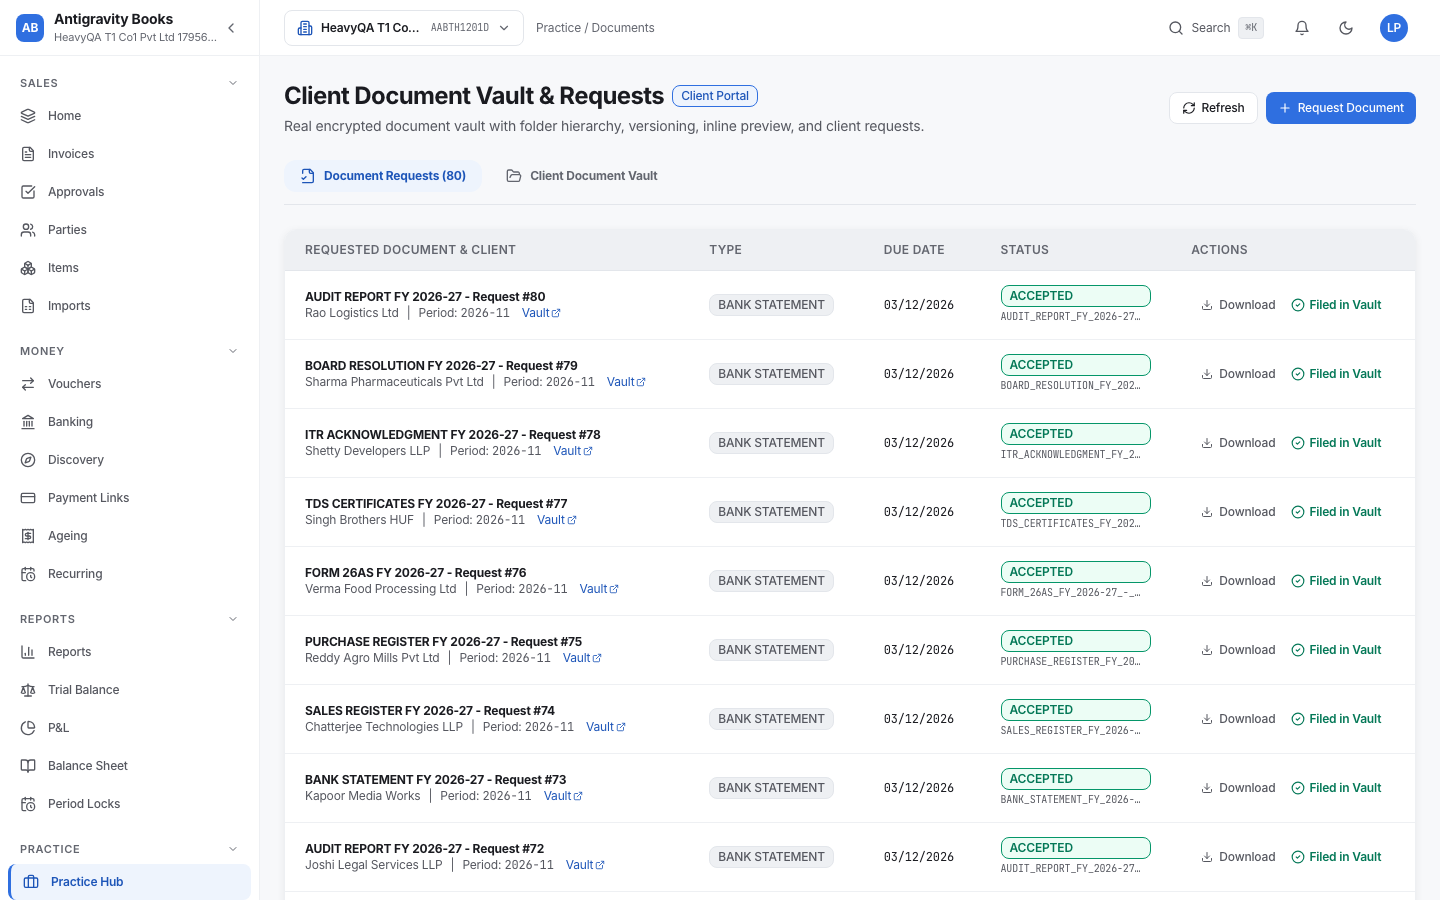 AB
Antigravity Books
HeavyQA T1 Co1 Pvt Ltd 17956...
HeavyQA T1 Co... AABTH1201D
Practice / Documents
Search ⌘K
LP
SALES
Home
Invoices
Approvals
Parties
Items
Imports
MONEY
Vouchers
Banking
Discovery
Payment Links
Ageing
Recurring
REPORTS
Reports
Trial Balance
P&L
Balance Sheet
Period Locks
PRACTICE
Practice Hub
Client Document Vault & Requests Client Portal
Real encrypted document vault with folder hierarchy, versioning, inline preview, and client requests.
Refresh
Request Document
Document Requests (80)
Client Document Vault
REQUESTED DOCUMENT & CLIENT TYPE DUE DATE STATUS ACTIONS
AUDIT REPORT FY 2026-27 - Request #80
Rao Logistics Ltd | Period: 2026-11 Vault
BANK STATEMENT
03/12/2026
ACCEPTED
AUDIT_REPORT_FY_2026-27…
Download Filed in Vault
BOARD RESOLUTION FY 2026-27 - Request #79
Sharma Pharmaceuticals Pvt Ltd | Period: 2026-11 Vault
BANK STATEMENT
03/12/2026
ACCEPTED
BOARD_RESOLUTION_FY_202…
Download Filed in Vault
ITR ACKNOWLEDGMENT FY 2026-27 - Request #78
Shetty Developers LLP | Period: 2026-11 Vault
BANK STATEMENT
03/12/2026
ACCEPTED
ITR_ACKNOWLEDGMENT_FY_2…
Download Filed in Vault
TDS CERTIFICATES FY 2026-27 - Request #77
Singh Brothers HUF | Period: 2026-11 Vault
BANK STATEMENT
03/12/2026
ACCEPTED
TDS_CERTIFICATES_FY_202…
Download Filed in Vault
FORM 26AS FY 2026-27 - Request #76
Verma Food Processing Ltd | Period: 2026-11 Vault
BANK STATEMENT
03/12/2026
ACCEPTED
FORM_26AS_FY_2026-27_-_…
Download Filed in Vault
PURCHASE REGISTER FY 2026-27 - Request #75
Reddy Agro Mills Pvt Ltd | Period: 2026-11 Vault
BANK STATEMENT
03/12/2026
ACCEPTED
PURCHASE_REGISTER_FY_20…
Download Filed in Vault
SALES REGISTER FY 2026-27 - Request #74
Chatterjee Technologies LLP | Period: 2026-11 Vault
BANK STATEMENT
03/12/2026
ACCEPTED
SALES_REGISTER_FY_2026-…
Download Filed in Vault
BANK STATEMENT FY 2026-27 - Request #73
Kapoor Media Works | Period: 2026-11 Vault
BANK STATEMENT
03/12/2026
ACCEPTED
BANK_STATEMENT_FY_2026-…
Download Filed in Vault
AUDIT REPORT FY 2026-27 - Request #72
Joshi Legal Services LLP | Period: 2026-11 Vault
BANK STATEMENT
03/12/2026
ACCEPTED
AUDIT_REPORT_FY_2026-27…
Download Filed in Vault